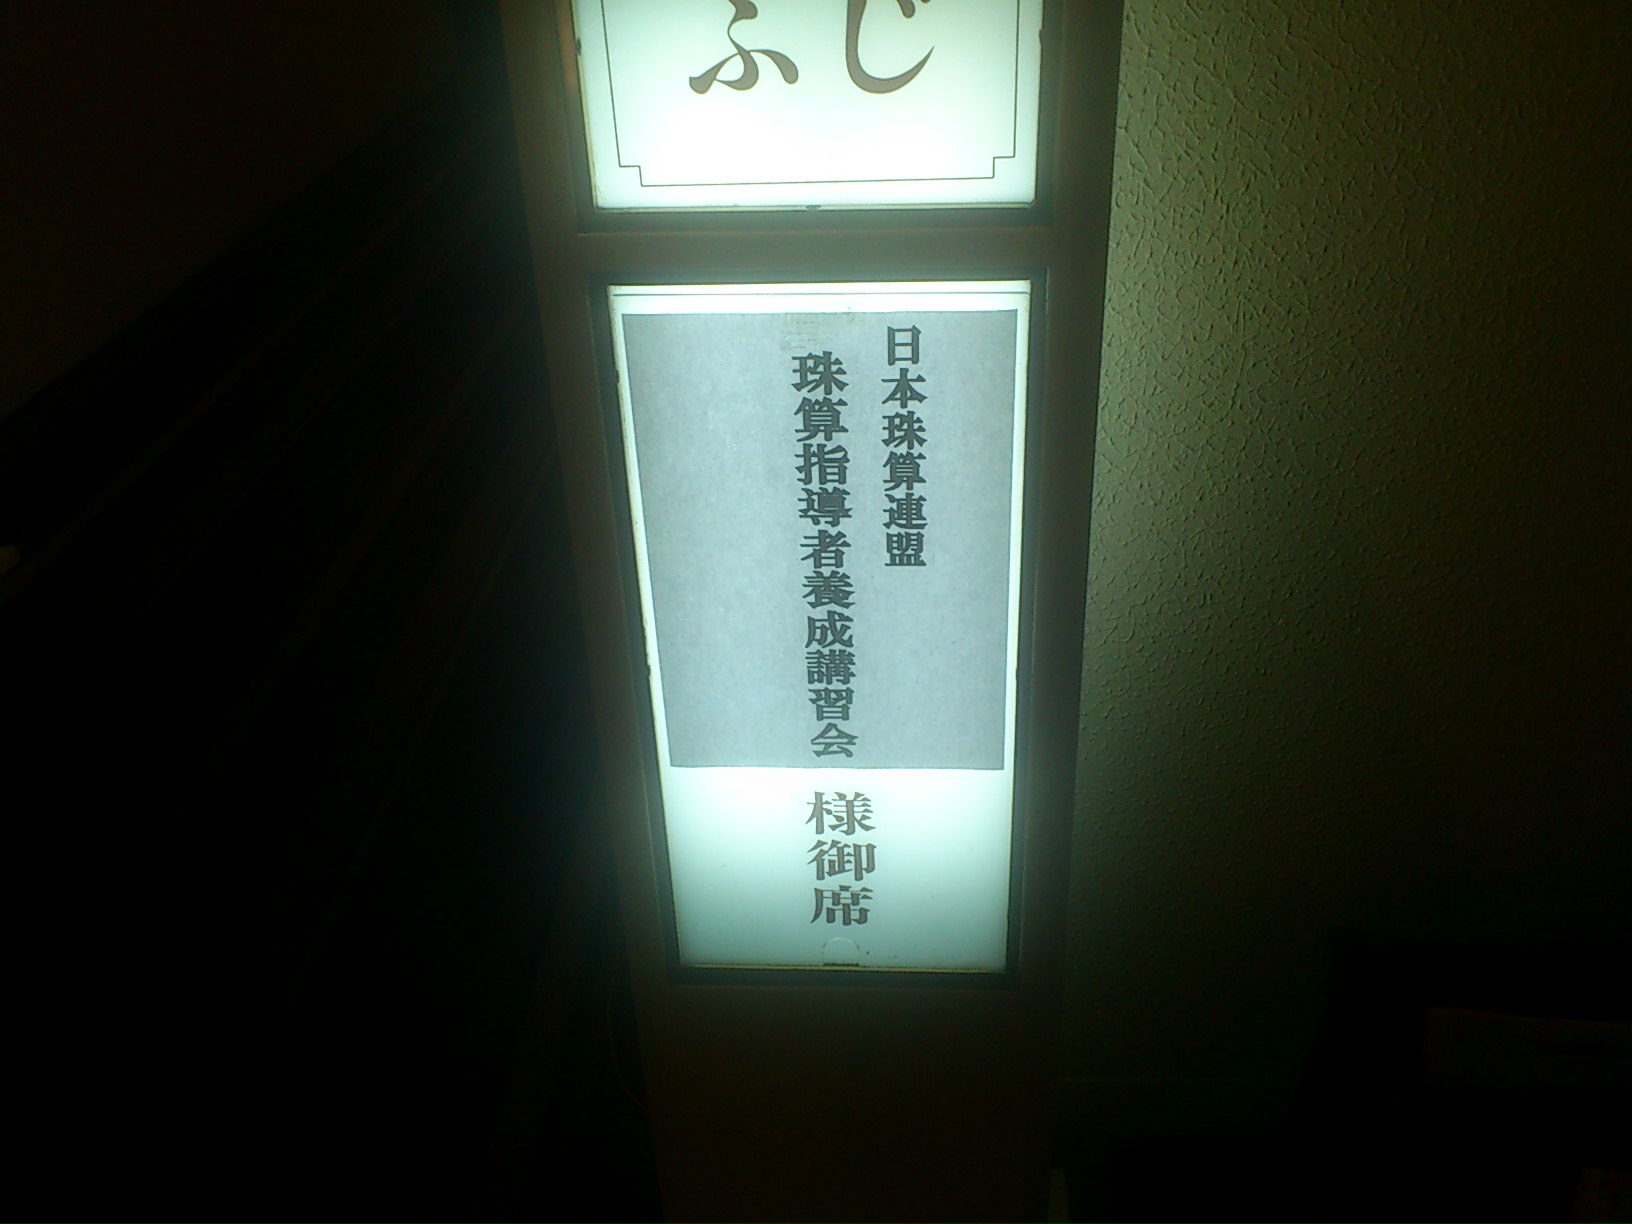 ふじ
日本珠算連盟
珠算指導者養成講習会
様御席